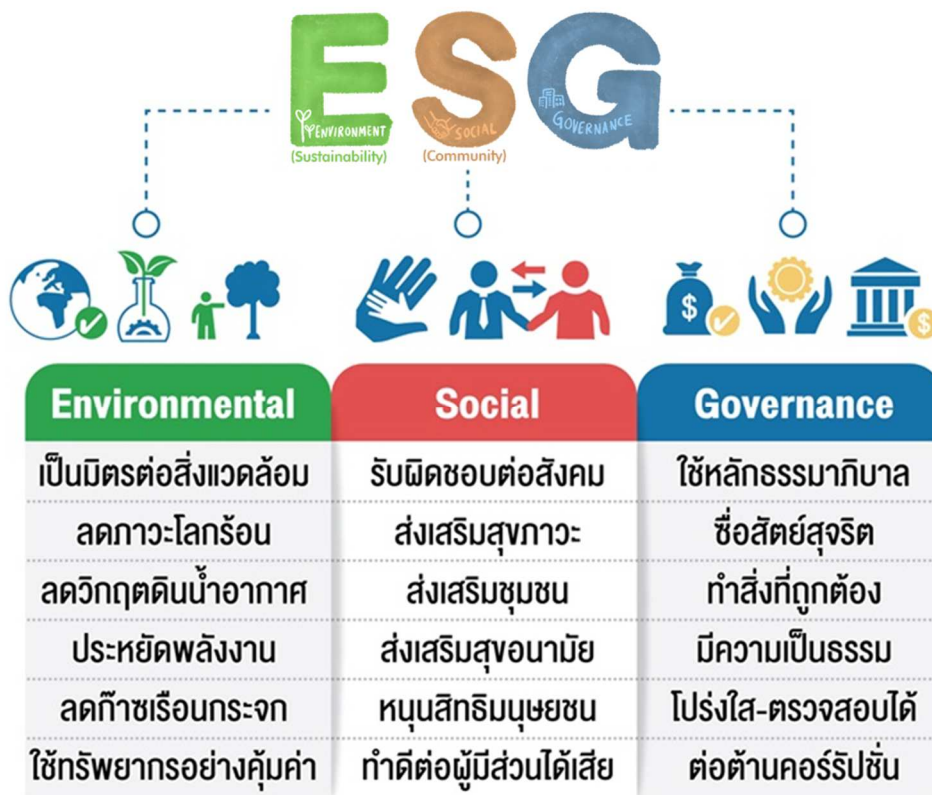 ESG
ENVIRONMENT
SOCIAL
GOVERNANCE
(Sustainability)
(Community)
$
$
Environmental
เป็นมิตรต่อสิ่งแวดล้อม
ลดภาวะโลกร้อน
ลดวิกฤตดินน้ำอากาศ
ประหยัดพลังงาน
ลดก๊าซเรือนกระจก
ใช้ทรัพยากรอย่างคุ้มค่า
Social
รับผิดชอบต่อสังคม
ส่งเสริมสุขภาวะ
ส่งเสริมชุมชน
ส่งเสริมสุขอนามัย
หนุนสิทธิมนุษยชน
ทำดีต่อผู้มีส่วนได้เสีย
Governance
ใช้หลักธรรมาภิบาล
ซื่อสัตย์สุจริต
ทำสิ่งที่ถูกต้อง
มีความเป็นธรรม
โปร่งใส-ตรวจสอบได้
ต่อต้านคอร์รัปชั่น